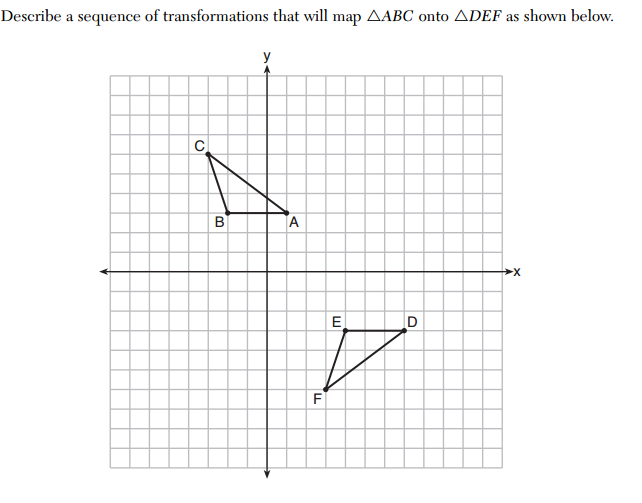 Describe a sequence of transformations that will map △ABC onto △DEF as shown below.
y
C
B
A
x
E
D
F